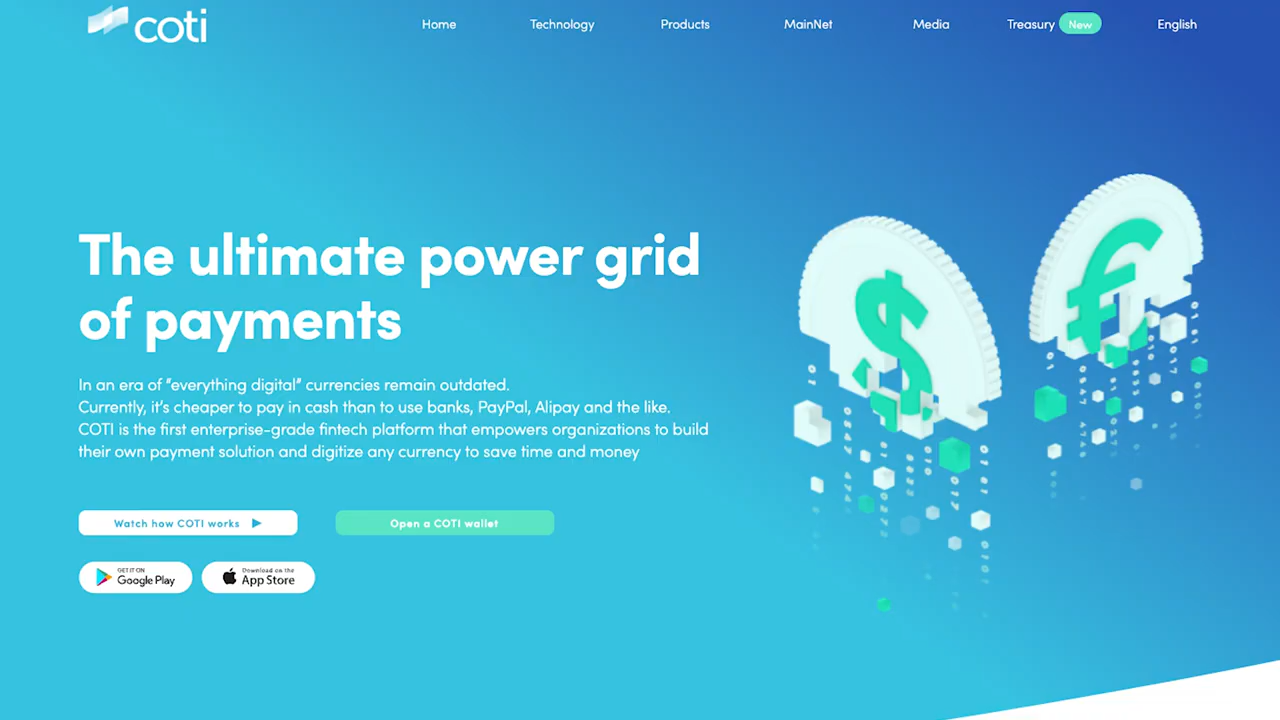 coti
Home
Technology
Products
MainNet
Media
Treasury
New
English
The ultimate power grid
of payments
In an era of "everything digital" currencies remain outdated.
Currently, it's cheaper to pay in cash than to use banks, PayPal, Alipay and the like.
COTI is the first enterprise-grade fintech platform that empowers organizations to build
their own payment solution and digitize any currency to save time and money
Watch how COTI works
Open a COTI wallet
GET IT ON
Google Play
Download on the
App Store
$